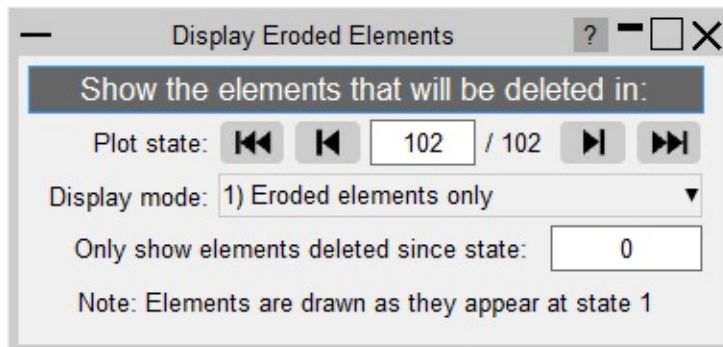 Display Eroded Elements ?
Show the elements that will be deleted in:
Plot state: 102 / 102
Display mode: 1) Eroded elements only
Only show elements deleted since state: 0
Note: Elements are drawn as they appear at state 1